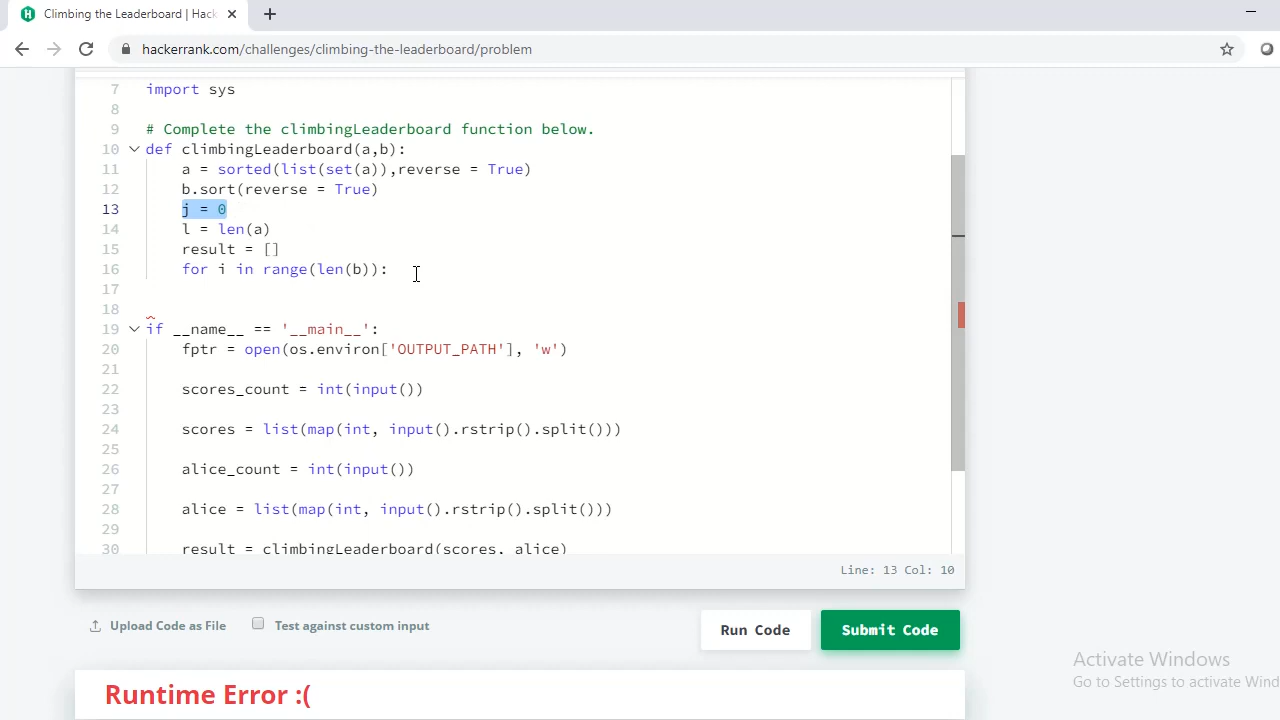 Climbing the Leaderboard | Hack
hackerrank.com/challenges/climbing-the-leaderboard/problem
7 import sys
8
9 # Complete the climbingLeaderboard function below.
10 def climbingLeaderboard(a,b):
11 a = sorted(list(set(a)),reverse = True)
12 b.sort(reverse = True)
13 j = 0
14 l = len(a)
15 result = []
16 for i in range(len(b)):
17
18
19 if __name__ == '__main__':
20 fptr = open(os.environ['OUTPUT_PATH'], 'w')
21
22 scores_count = int(input())
23
24 scores = list(map(int, input().rstrip().split()))
25
26 alice_count = int(input())
27
28 alice = list(map(int, input().rstrip().split()))
29
30 result = climbingLeaderboard(scores, alice)
Line: 13 Col: 10
Upload Code as File Test against custom input Run Code Submit Code
Activate Windows
Go to Settings to activate Wind
Runtime Error :(